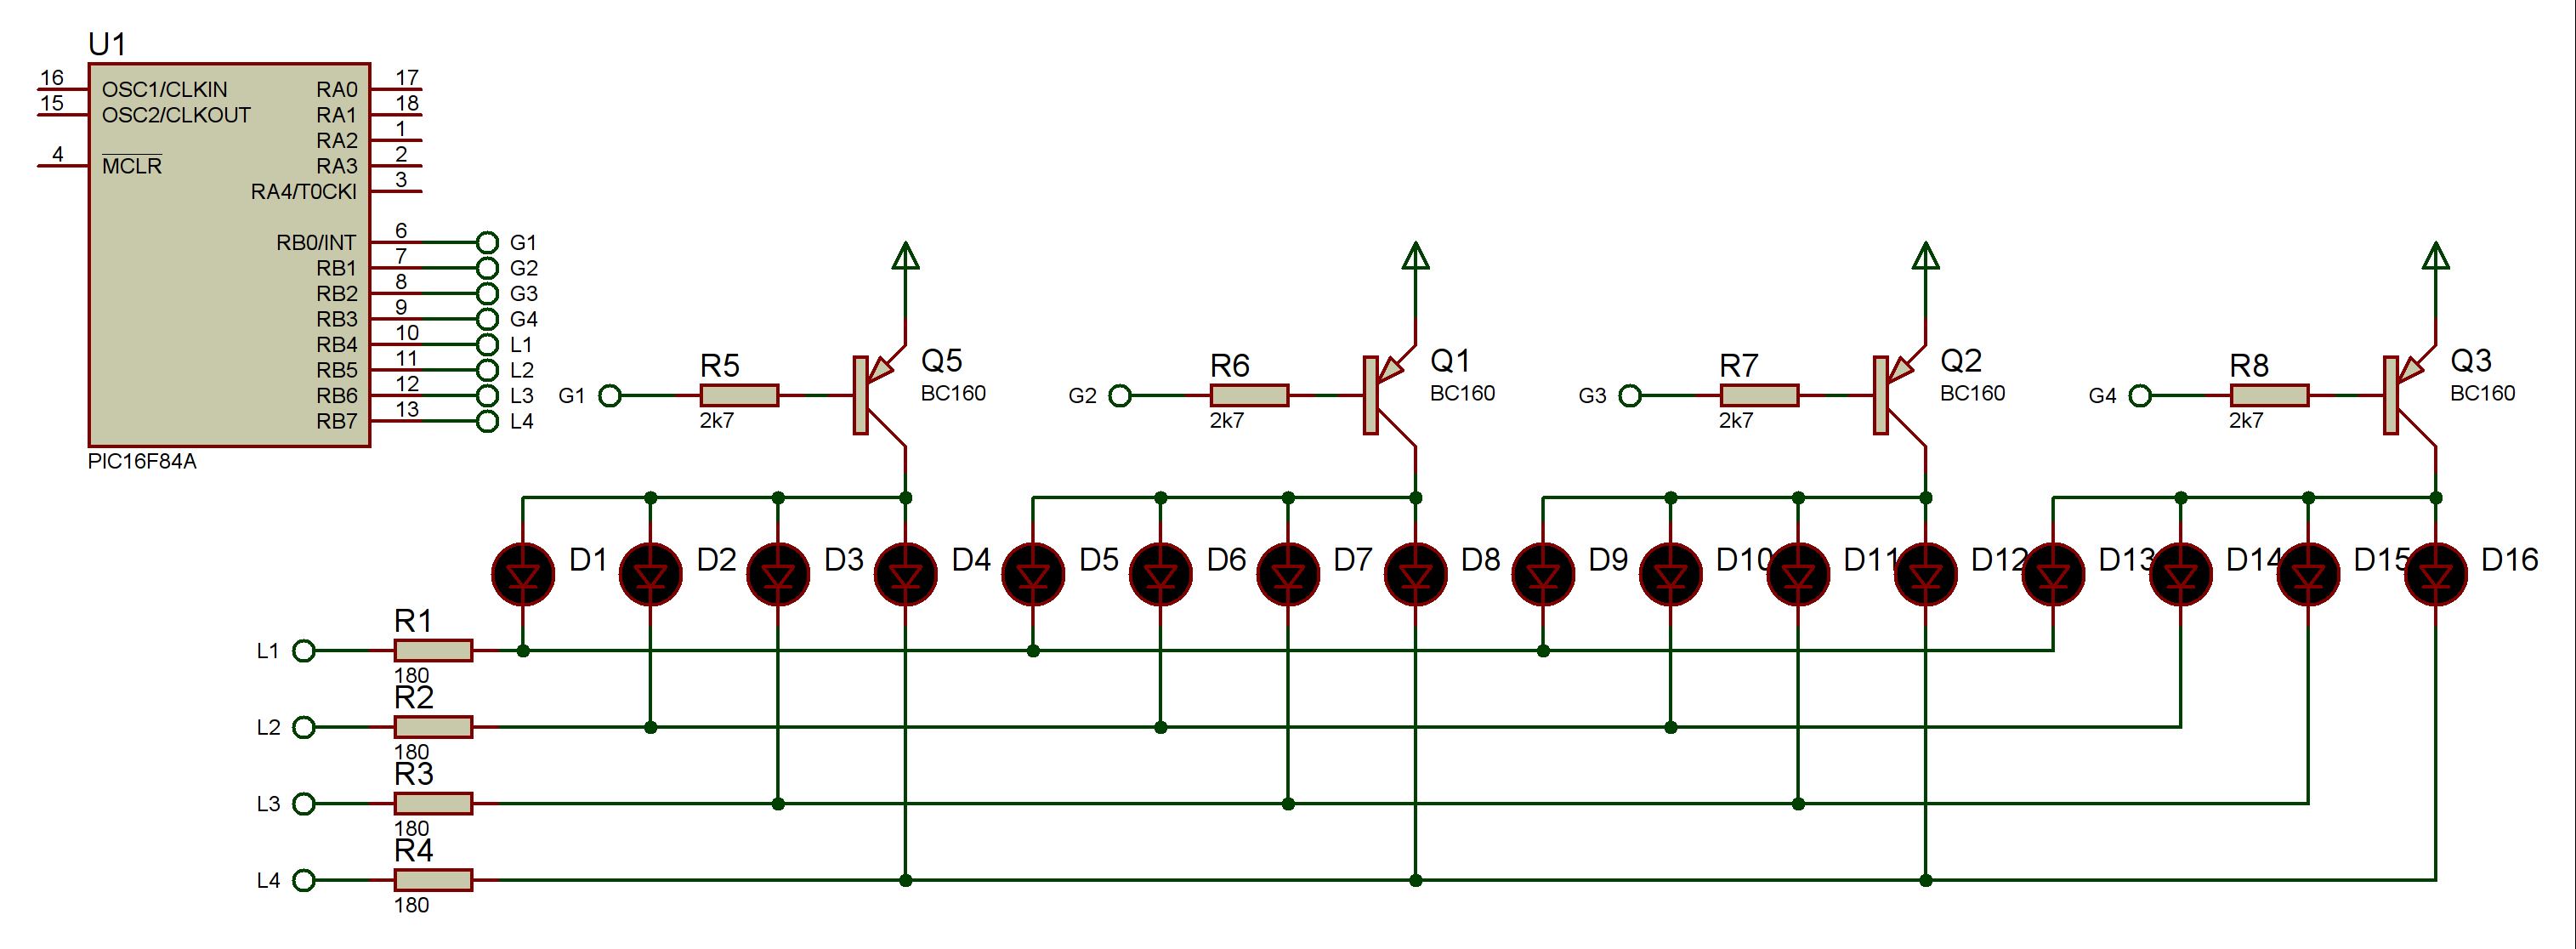 U1
16 OSC1/CLKIN RA0 17
15 OSC2/CLKOUT RA1 18
RA2 1
4 MCLR RA3 2
RA4/T0CKI 3
RB0/INT 6 G1
RB1 7 G2
RB2 8 G3
RB3 9 G4
RB4 10 L1
RB5 11 L2
RB6 12 L3
RB7 13 L4
PIC16F84A
G1 R5 2k7 Q5 BC160
G2 R6 2k7 Q1 BC160
G3 R7 2k7 Q2 BC160
G4 R8 2k7 Q3 BC160
D1 D2 D3 D4 D5 D6 D7 D8 D9 D10 D11 D12 D13 D14 D15 D16
R1
L1
180
R2
L2
180
R3
L3
180
R4
L4
180